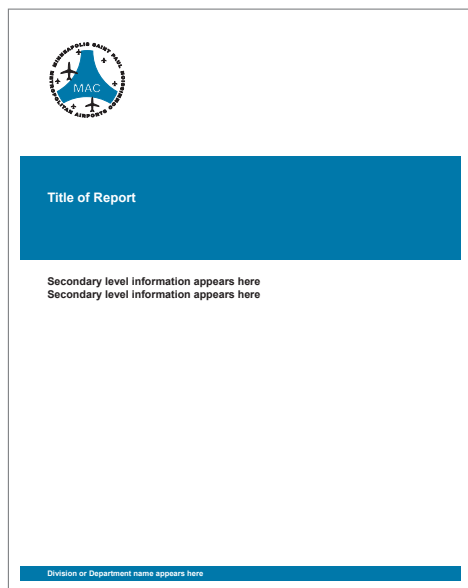 MINNEAPOLIS SAINT PAUL
METROPOLITAN AIRPORTS COMMISSION
MAC
Title of Report
Secondary level information appears here
Secondary level information appears here
Division or Department name appears here